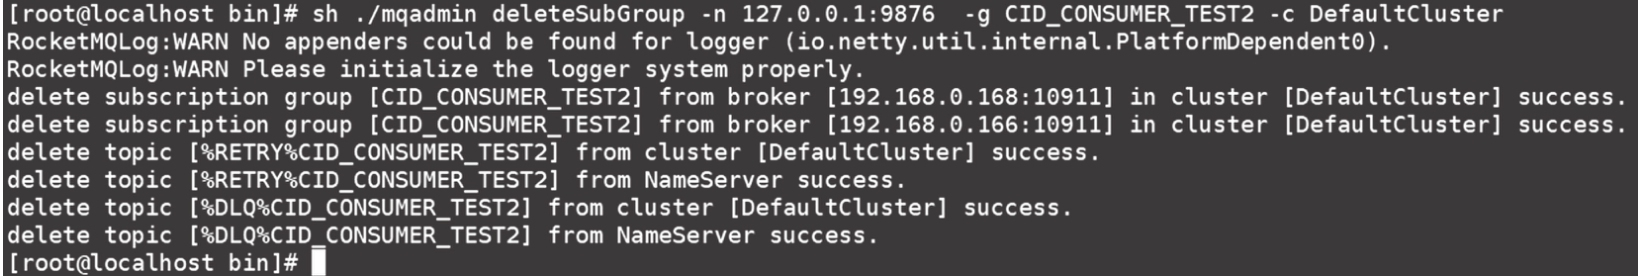 [root@localhost bin]# sh ./mqadmin deleteSubGroup -n 127.0.0.1:9876  -g CID_CONSUMER_TEST2 -c DefaultCluster
RocketMQLog:WARN No appenders could be found for logger (io.netty.util.internal.PlatformDependent0).
RocketMQLog:WARN Please initialize the logger system properly.
delete subscription group [CID_CONSUMER_TEST2] from broker [192.168.0.168:10911] in cluster [DefaultCluster] success.
delete subscription group [CID_CONSUMER_TEST2] from broker [192.168.0.166:10911] in cluster [DefaultCluster] success.
delete topic [%RETRY%CID_CONSUMER_TEST2] from cluster [DefaultCluster] success.
delete topic [%RETRY%CID_CONSUMER_TEST2] from NameServer success.
delete topic [%DLQ%CID_CONSUMER_TEST2] from cluster [DefaultCluster] success.
delete topic [%DLQ%CID_CONSUMER_TEST2] from NameServer success.
[root@localhost bin]#